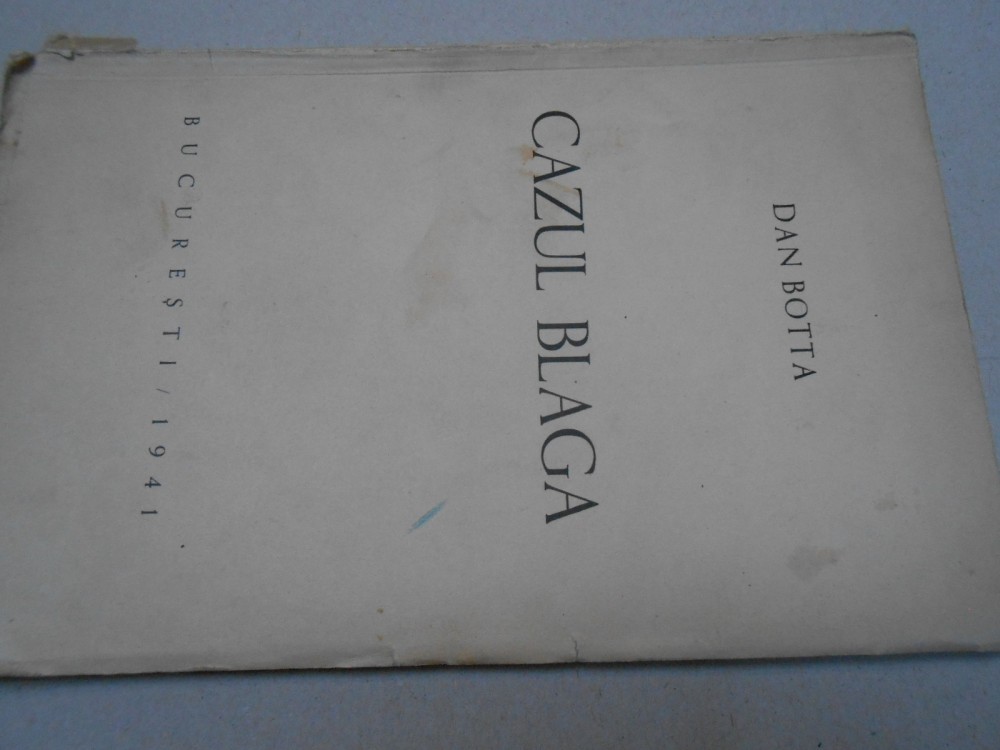 DAN BOTTA
CAZUL BLAGA
BUCUREŞTI / 1941